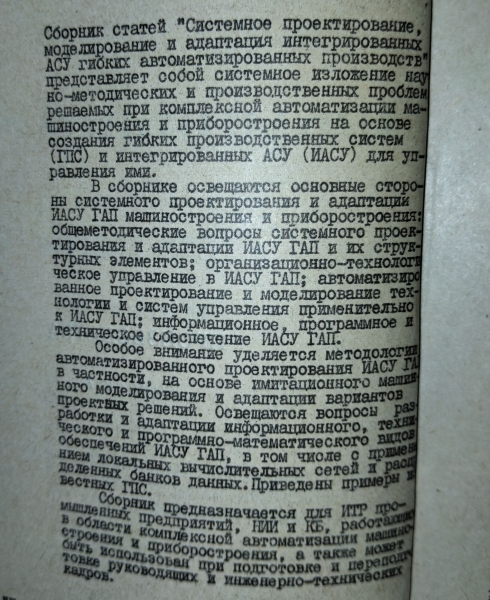 Сборник статей "Системное проектирование,
моделирование и адаптация интегрированных
АСУ гибких автоматизированных производств"
представляет собой системное изложение нау
но-методических и производственных проблем
решаемых при комплексной автоматизации ма-
шиностроения и приборостроения на основе
создания гибких производственных систем
(ГПС) и интегрированных АСУ (ИАСУ) для уп-
равления ими.
В сборнике освещаются основные сторо-
ны системного проектирования и адаптации
ИАСУ ГАП машиностроения и приборостроения:
общеметодические вопросы системного проек-
тирования и адаптации ИАСУ ГАП и их струк-
турных элементов; организационно-технологи
ческое управление в ИАСУ ГАП; автоматизиро
ванное проектирование и моделирование тех-
нологии и систем управления применительно
к ИАСУ ГАП; информационное, программное и
техническое обеспечение ИАСУ ГАП.
Особое внимание уделяется методологии
автоматизированного проектирования ИАСУ ГА
в частности, на основе имитационного машин
ного моделирования и адаптации вариантов
проектных решений. Освещаются вопросы раз-
работки и адаптации информационного, техни-
ческого и программно-математического видов
обеспечений ИАСУ ГАП, в том числе с примене
нием локальных вычислительных сетей и расп
деленных банков данных. Приведены примеры и
вестных ГПС.
Сборник предназначается для ИТР про-
мышленных предприятий, НИИ и КБ, работающих
в области комплексной автоматизации машино-
строения и приборостроения, а также может
быть использован при подготовке и переподг
товке руководящих и инженерно-технических
кадров.